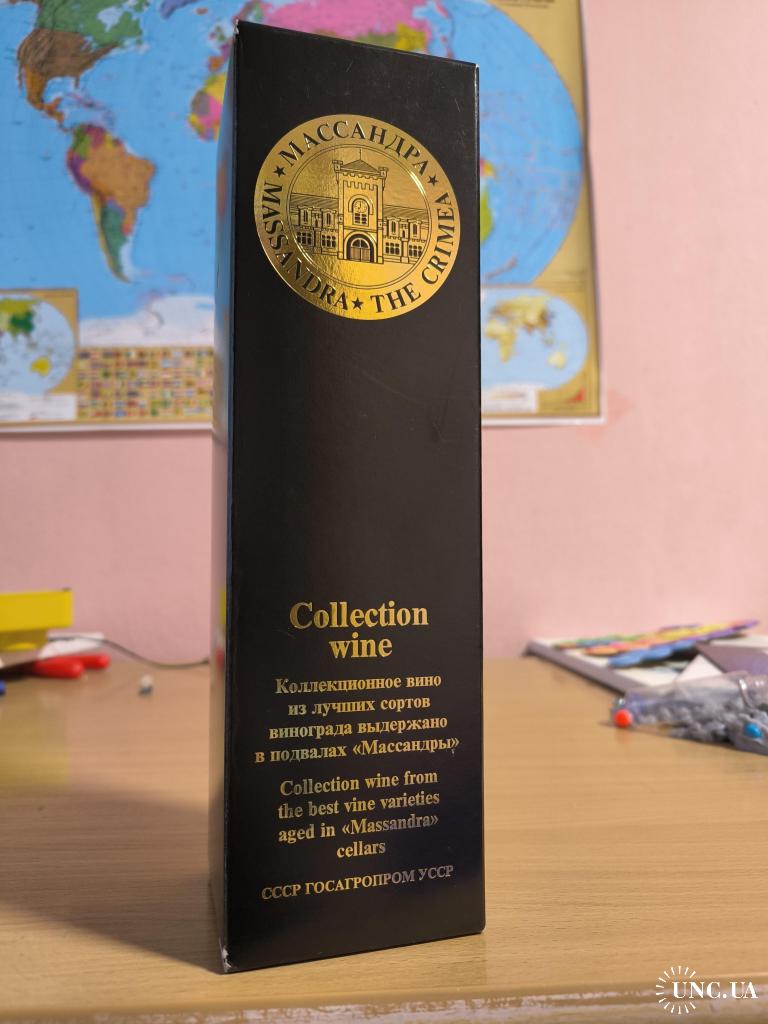 ★ МАССАНДРА ★
MASSANDRA ★ THE CRIMEA
Collection
wine
Коллекционное вино
из лучших сортов
винограда выдержано
в подвалах «Массандры»
Collection wine from
the best vine varieties
aged in «Massandra»
cellars
СССР ГОСАГРОПРОМ УССР
UNC.UA